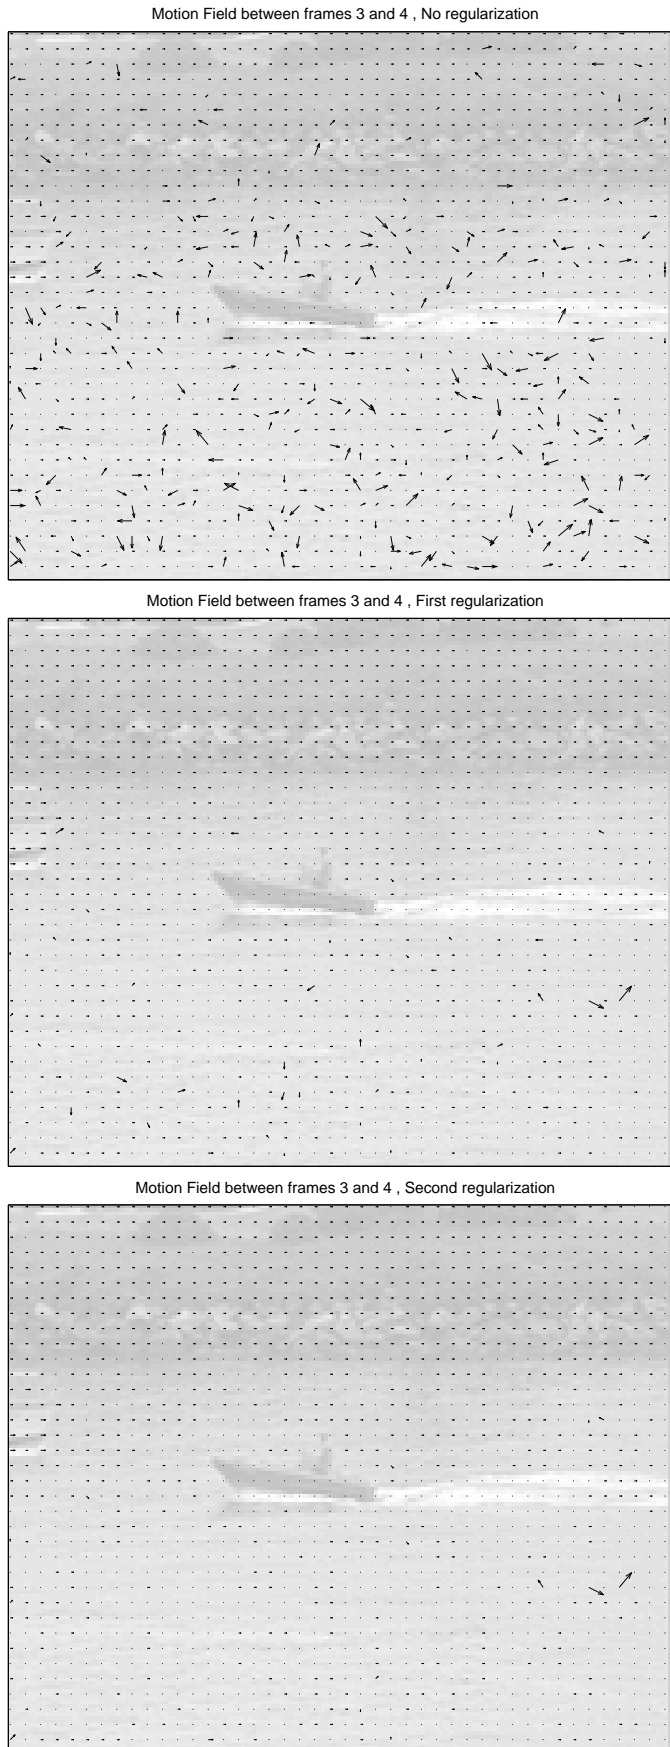 Motion Field between frames 3 and 4 , No regularization
Motion Field between frames 3 and 4 , First regularization
Motion Field between frames 3 and 4 , Second regularization